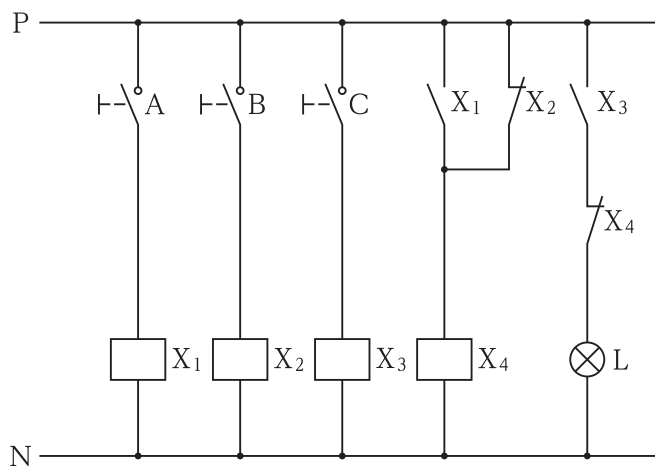 P
A B C X₁ X₂ X₃
X₄
X₁ X₂ X₃ X₄ L
N